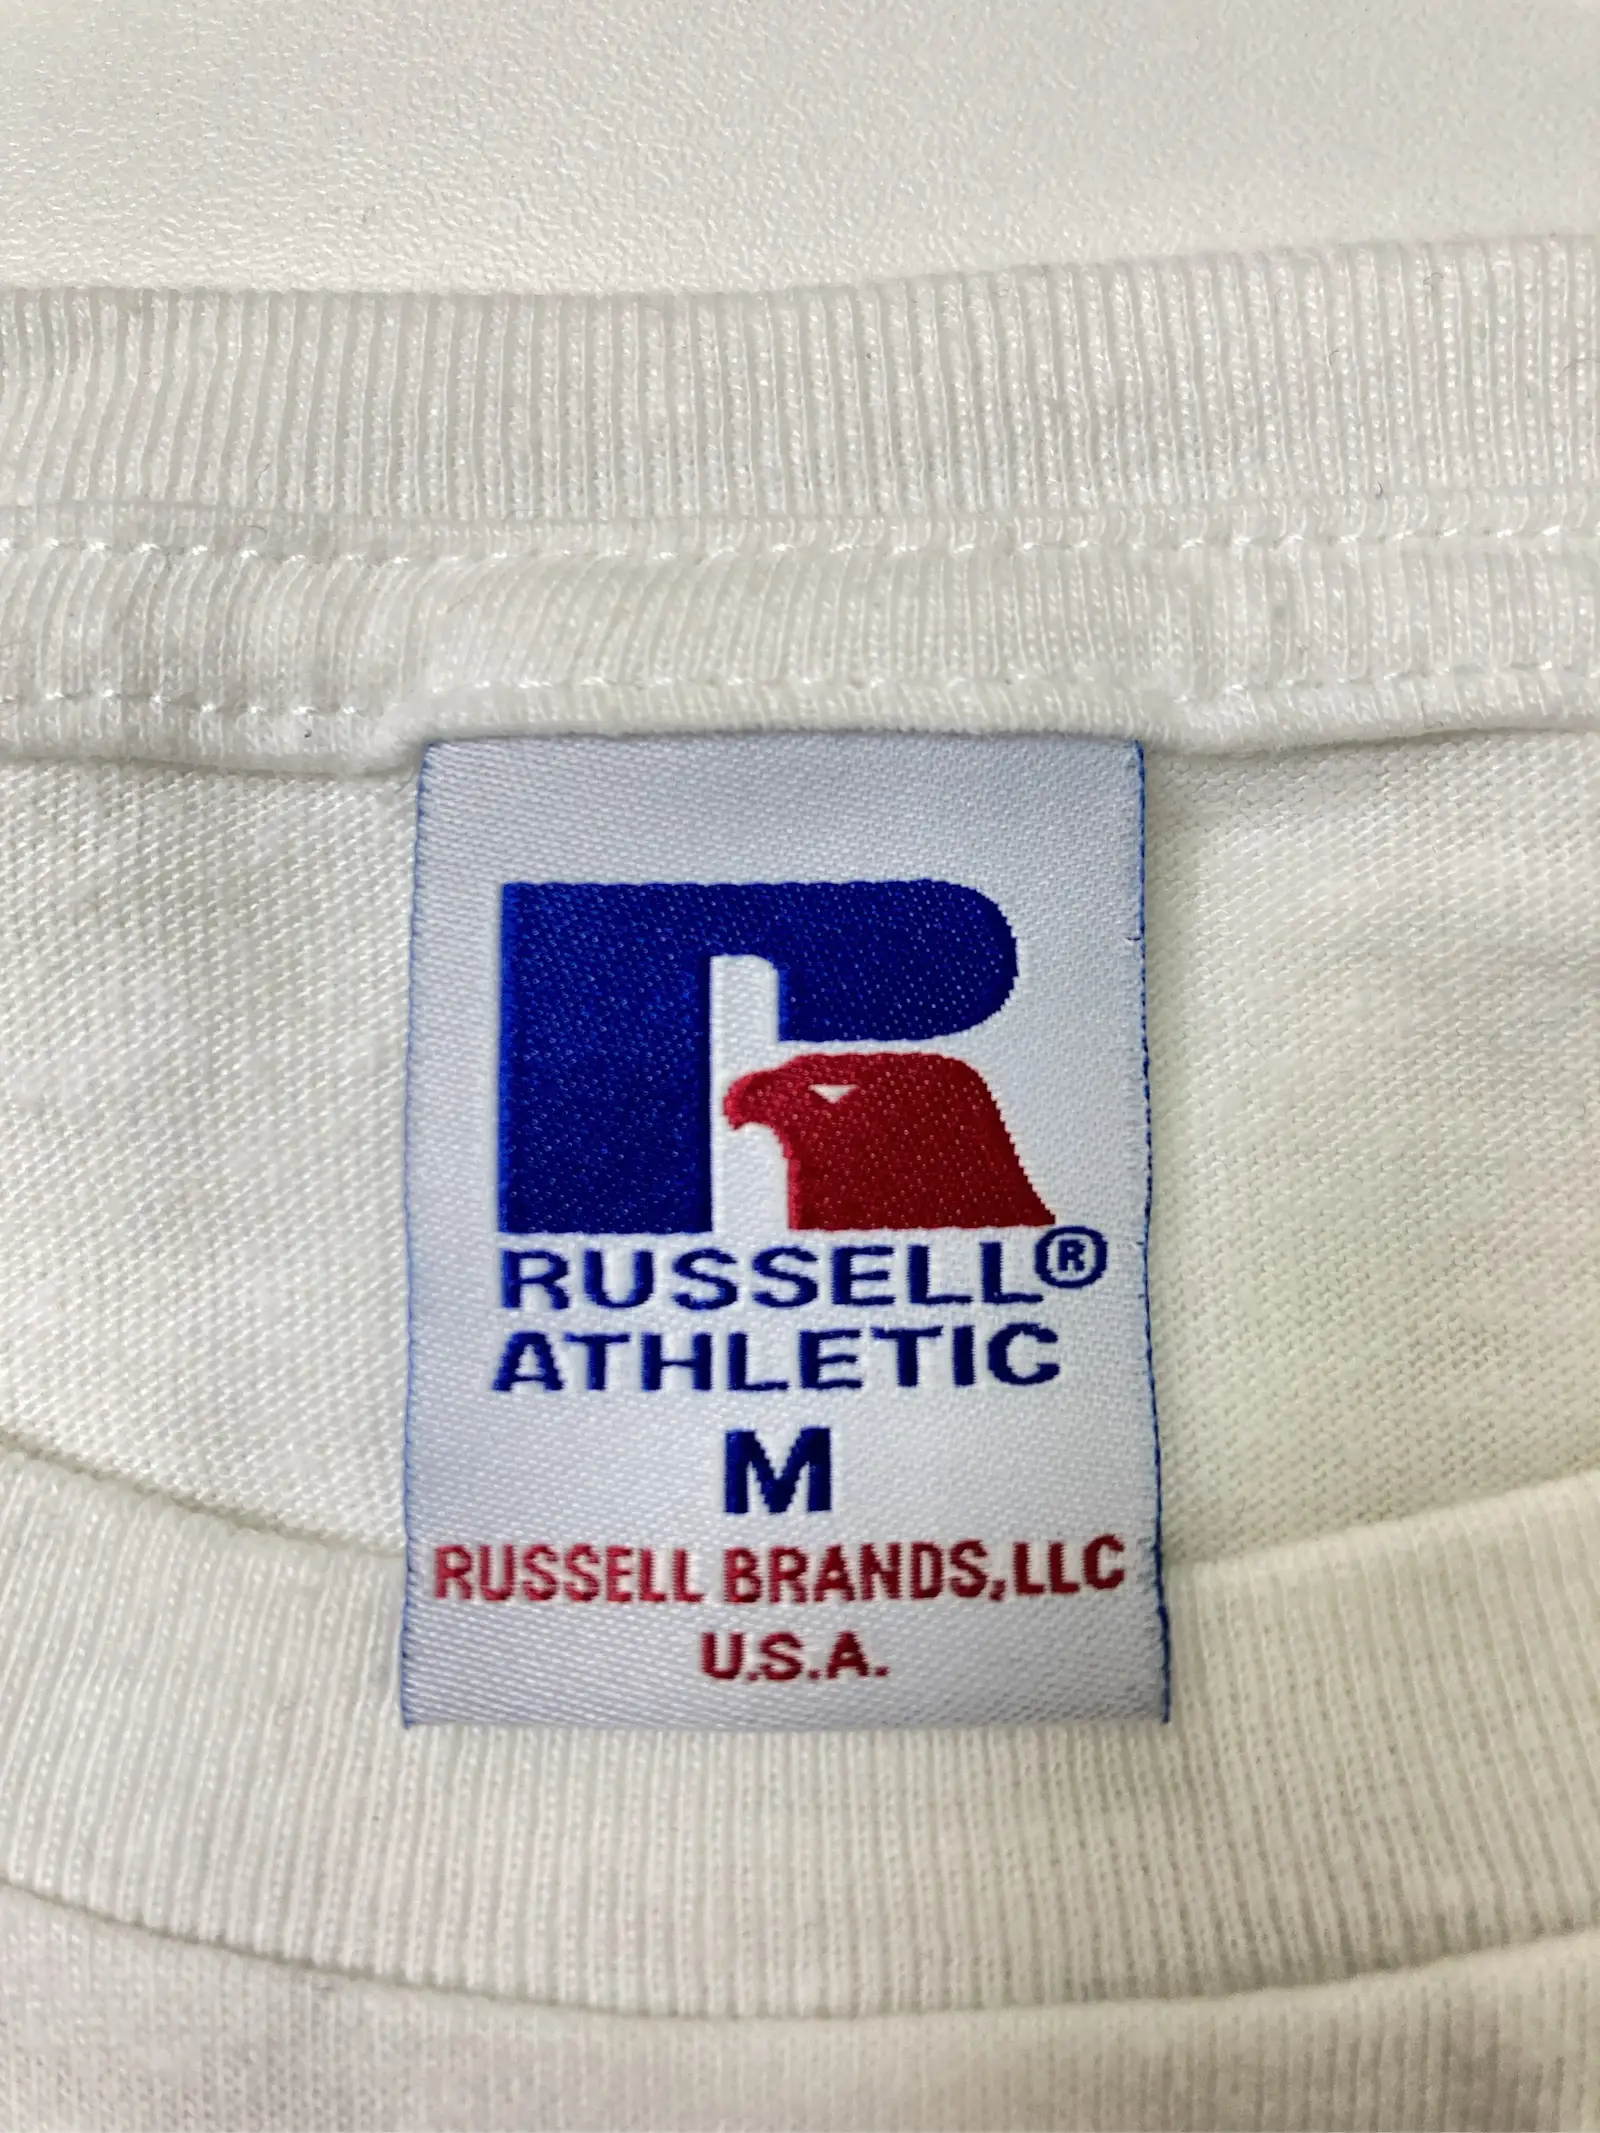 RUSSELL®
ATHLETIC
M
RUSSELL BRANDS,LLC
U.S.A.